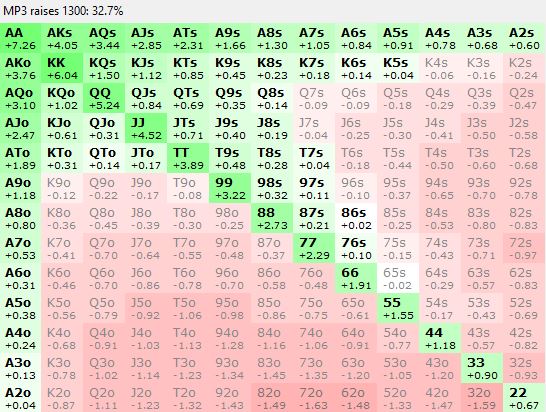 MP3 raises 1300: 32.7%
AA AKs AQs AJs ATs A9s A8s A7s A6s A5s A4s A3s A2s
+7.26 +4.05 +3.44 +2.85 +2.31 +1.66 +1.30 +1.05 +0.84 +0.91 +0.78 +0.68 +0.60
AKo KK KQs KJs KTs K9s K8s K7s K6s K5s K4s K3s K2s
+3.76 +6.04 +1.50 +1.12 +0.85 +0.45 +0.23 +0.18 +0.14 +0.04 -0.06 -0.16 -0.24
AQo KQo QQ QJs QTs Q9s Q8s Q7s Q6s Q5s Q4s Q3s Q2s
+3.10 +1.02 +5.24 +0.84 +0.69 +0.35 +0.14 -0.09 -0.09 -0.18 -0.29 -0.39 -0.47
AJo KJo QJo JJ JTs J9s J8s J7s J6s J5s J4s J3s J2s
+2.47 +0.61 +0.31 +4.52 +0.71 +0.40 +0.19 -0.04 -0.25 -0.30 -0.41 -0.50 -0.58
ATo KTo QTo JTo TT T9s T8s T7s T6s T5s T4s T3s T2s
+1.89 +0.31 +0.14 +0.17 +3.89 +0.48 +0.28 +0.04 -0.18 -0.44 -0.50 -0.60 -0.68
A9o K9o Q9o J9o T9o 99 98s 97s 96s 95s 94s 93s 92s
+1.18 -0.12 -0.22 -0.17 -0.08 +3.22 +0.32 +0.11 -0.10 -0.37 -0.65 -0.70 -0.78
A8o K8o Q8o J8o T8o 98o 88 87s 86s 85s 84s 83s 82s
+0.80 -0.36 -0.45 -0.39 -0.30 -0.25 +2.73 +0.21 +0.02 -0.25 -0.53 -0.80 -0.83
A7o K7o Q7o J7o T7o 97o 87o 77 76s 75s 74s 73s 72s
+0.53 -0.41 -0.70 -0.64 -0.55 -0.48 -0.37 +2.29 +0.10 -0.15 -0.43 -0.71 -0.97
A6o K6o Q6o J6o T6o 96o 86o 76o 66 65s 64s 63s 62s
+0.31 -0.46 -0.70 -0.86 -0.78 -0.70 -0.58 -0.48 +1.91 -0.02 -0.29 -0.57 -0.83
A5o K5o Q5o J5o T5o 95o 85o 75o 65o 55 54s 53s 52s
+0.38 -0.56 -0.79 -0.92 -1.06 -0.98 -0.86 -0.75 -0.61 +1.55 -0.17 -0.43 -0.69
A4o K4o Q4o J4o T4o 94o 84o 74o 64o 54o 44 43s 42s
+0.24 -0.68 -0.91 -1.03 -1.13 -1.28 -1.16 -1.06 -0.91 -0.77 +1.18 -0.57 -0.82
A3o K3o Q3o J3o T3o 93o 83o 73o 63o 53o 43o 33 32s
+0.13 -0.78 -1.02 -1.14 -1.23 -1.34 -1.45 -1.35 -1.20 -1.05 -1.20 +0.90 -0.93
A2o K2o Q2o J2o T2o 92o 82o 72o 62o 52o 42o 32o 22
+0.04 -0.87 -1.11 -1.23 -1.32 -1.43 -1.49 -1.63 -1.48 -1.33 -1.47 -1.59 +0.67